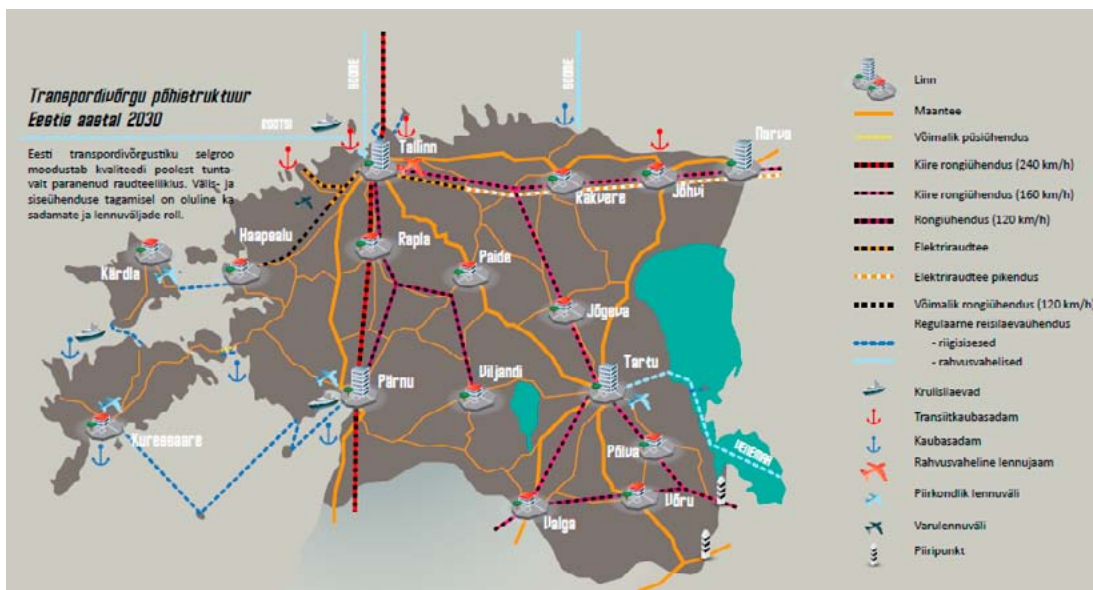 Transpordivõrgu põhistruktuur
Eestis aastal 2030
Eesti transpordivõrgustiku selgroo
moodustab kvaliteedi poolest tunta-
valt paranenud raudteeliiklus. Välis- ja
siseühenduse tagamisel on oluline ka
sadamate ja lennuväljade roll.
SOOME
SOOME
ROOTSI
Tallinn
Narva
Rakvere
Jõhvi
Haapsalu
Rapla
Paide
Kärdla
Jõgeva
Tartu
Pärnu
Viljandi
Kuressaare
Põlva
VENEMAA
Valga
Võru
Linn
Maantee
Võimalik püsiühendus
Kiire rongiühendus (240 km/h)
Kiire rongiühendus (160 km/h)
Rongiühendus (120 km/h)
Elektriraudtee
Elektriraudtee pikendus
Võimalik rongiühendus (120 km/h)
Regulaarne reisilaevaühendus
- riigisisesed
- rahvusvahelised
Kruiisilaevad
Transiitkaubasadam
Kaubasadam
Rahvusvaheline lennujaam
Piirkondlik lennuväli
Varulennuväli
Piiripunkt